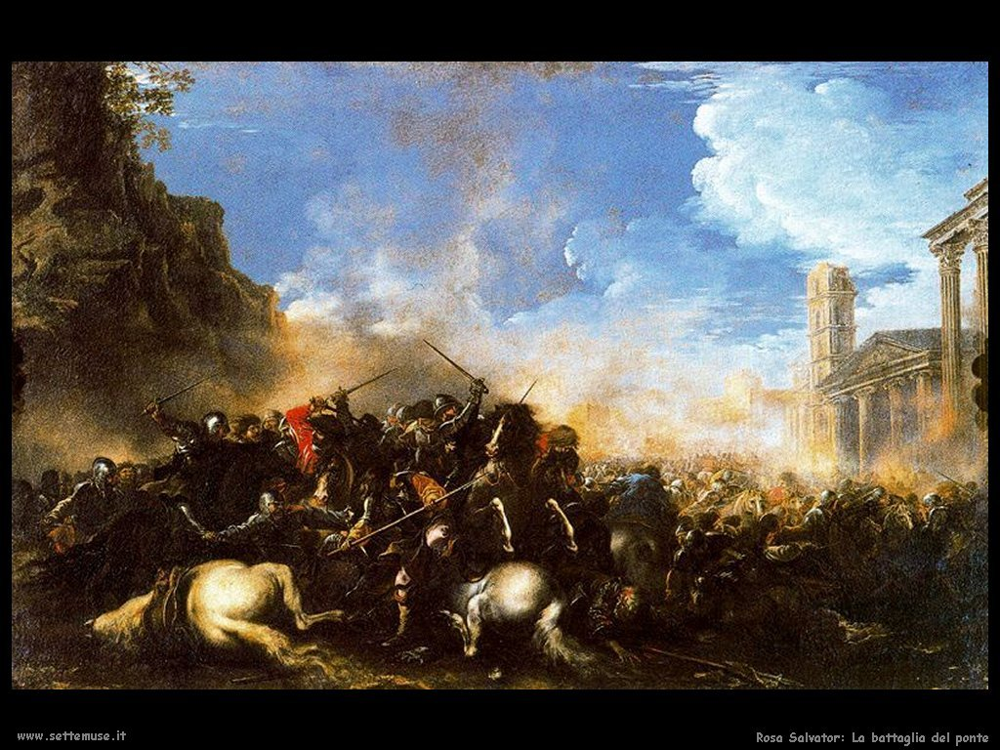 www.settemuse.it
Rosa Salvator: La battaglia del ponte